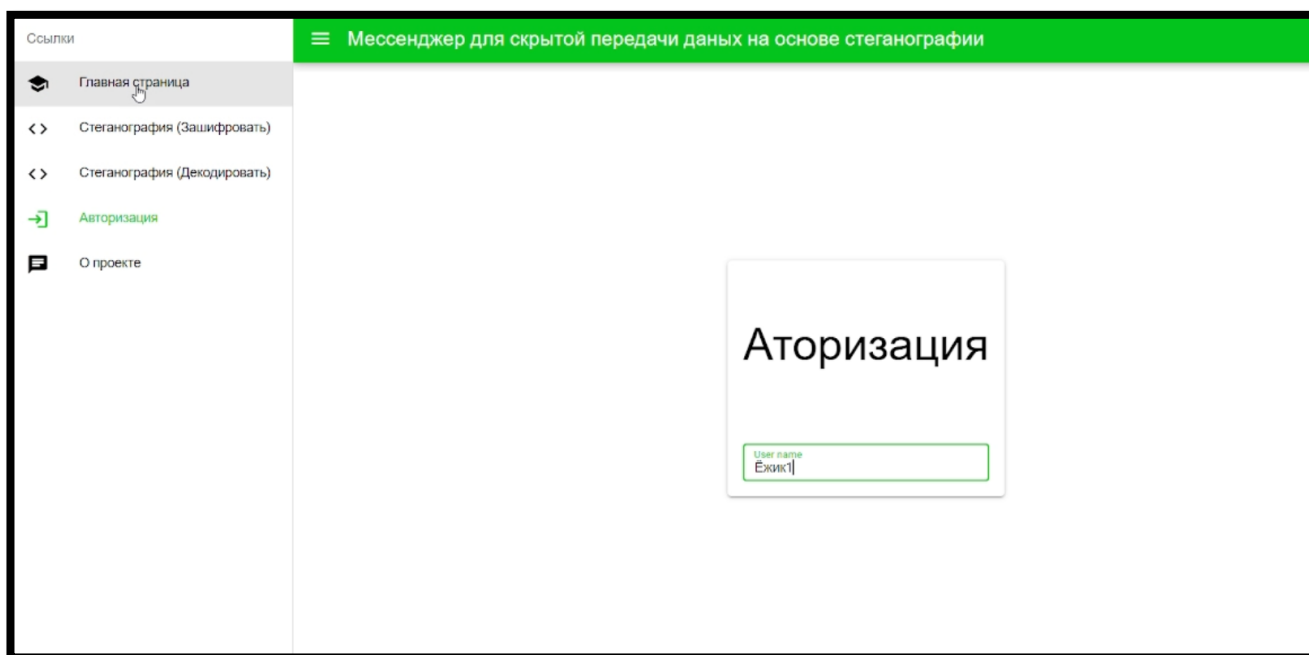 Ссылки
Главная страница
Стеганография (Зашифровать)
Стеганография (Декодировать)
Авторизация
О проекте
Мессенджер для скрытой передачи даных на основе стеганографии
Аторизация
User name
Ёжик1